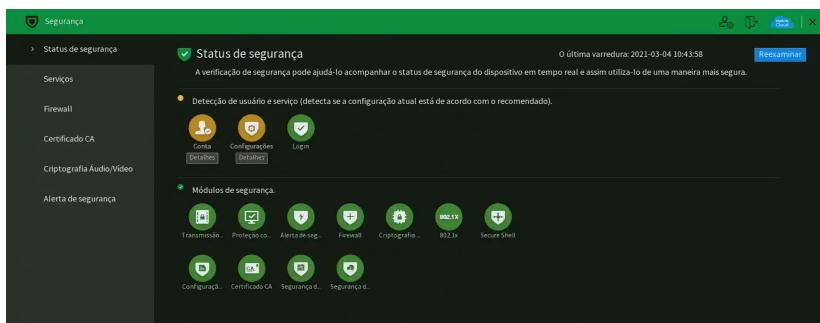 Segurança
Status de segurança
Serviços
Firewall
Certificado CA
Criptografia Áudio/Vídeo
Alerta de segurança
Status de segurança
O última varredura: 2021-03-04 10:43:58
Reexaminar
A verificação de segurança pode ajudá-lo acompanhar o status de segurança do dispositivo em tempo real e assim utiliza-lo de uma maneira mais segura.
Detecção de usuário e serviço (detecta se a configuração atual está de acordo com o recomendado).
Conta Configurações Login
Detalhes Detalhes
Módulos de segurança.
802.1X
Transmissão... Proteção co... Alerta de seg... Firewall Criptografia ... 802.1x Secure Shell
CA
Configuraçã... Certificado CA Segurança d... Segurança d...